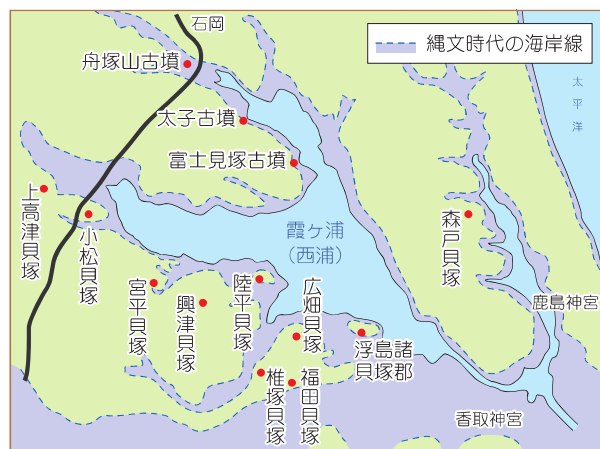 石岡
縄文時代の海岸線
舟塚山古墳
太平洋
太子古墳
富士見塚古墳
上高津貝塚
小松貝塚
霞ヶ浦
（西浦）
森戸貝塚
宮平貝塚
興津貝塚
陸平貝塚
広畑貝塚
鹿島神宮
浮島諸
貝塚郡
椎塚貝塚
福田貝塚
香取神宮